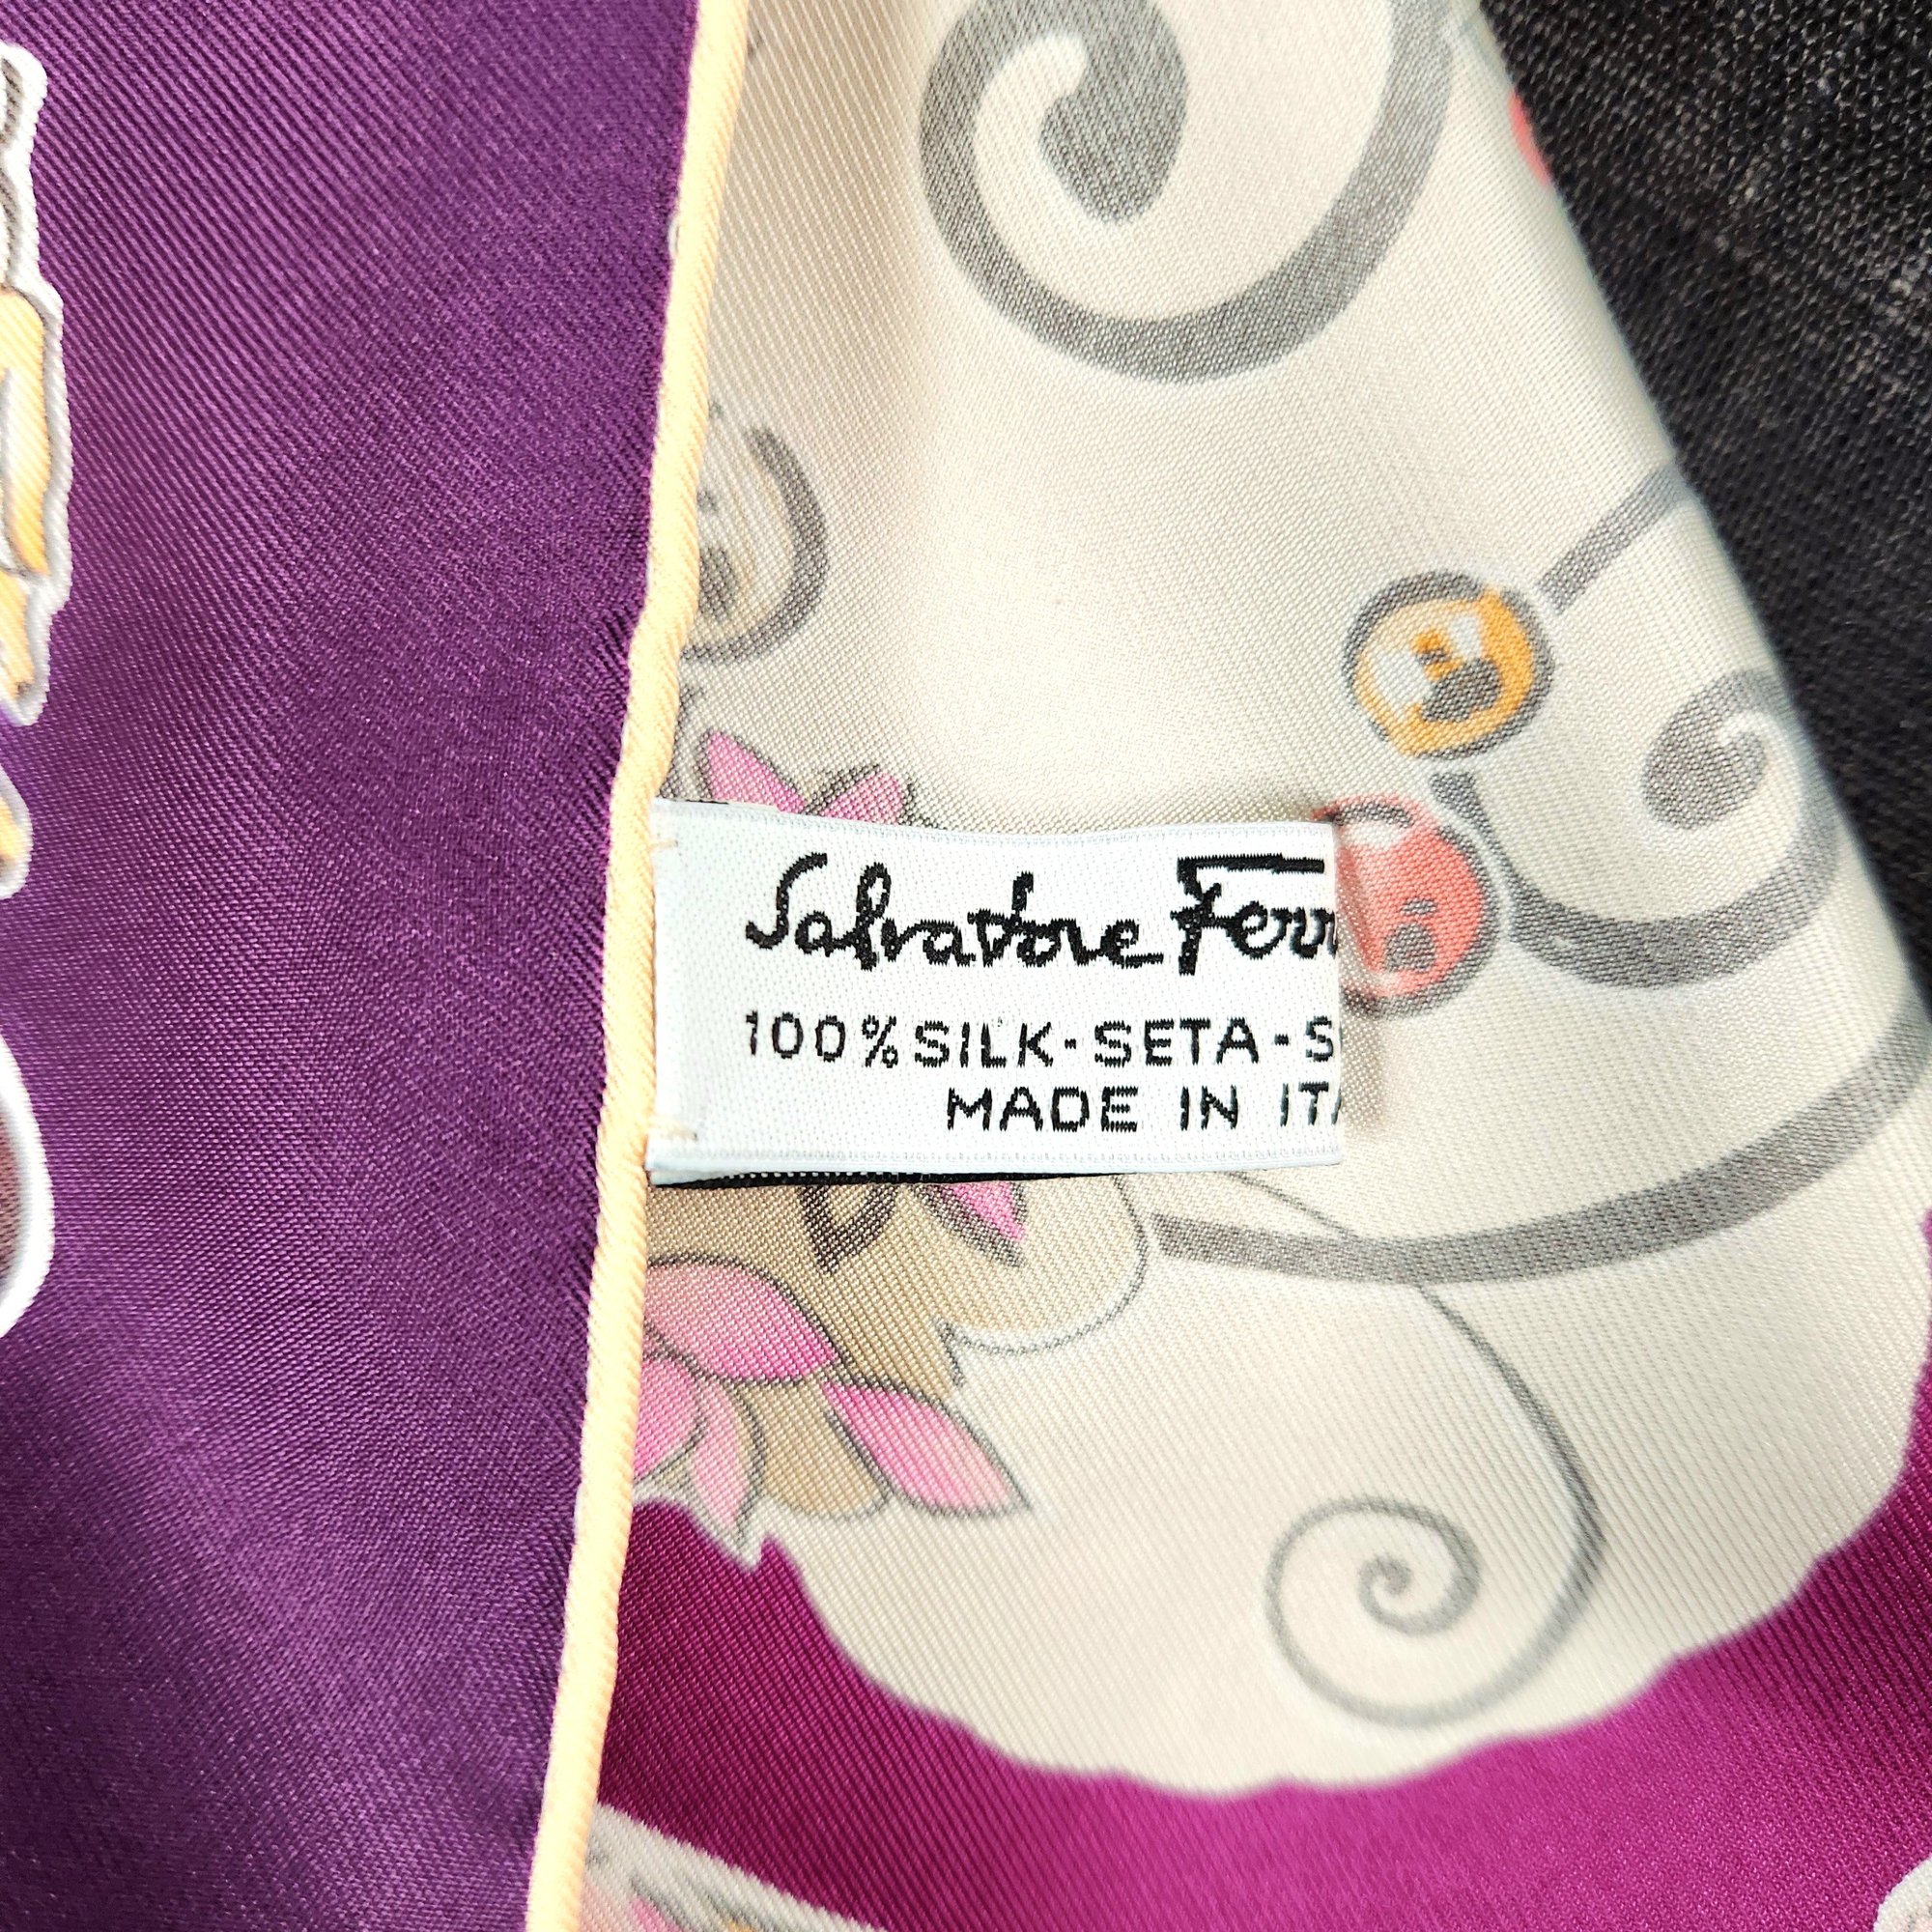 Salvatore Ferr
100% SILK - SETA - S
MADE IN ITA